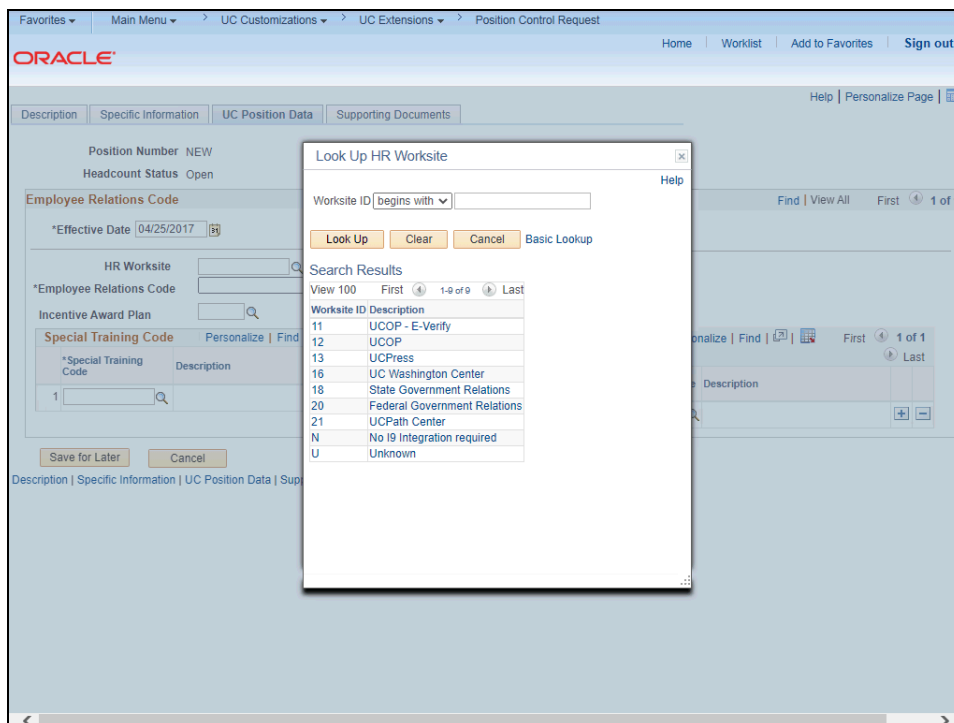 Favorites Main Menu > UC Customizations > UC Extensions > Position Control Request
Home | Worklist | Add to Favorites | Sign out
ORACLE
Help | Personalize Page |
Description Specific Information UC Position Data Supporting Documents
Position Number NEW
Headcount Status Open
Employee Relations Code Find | View All First 1 of
*Effective Date 04/25/2017
HR Worksite
*Employee Relations Code
Incentive Award Plan
Special Training Code Personalize | Find
*Special Training Code Description
1
| Find | First 1 of 1
Last
Description
Save for Later Cancel
Description | Specific Information | UC Position Data |
Look Up HR Worksite
Help
Worksite ID begins with
Look Up Clear Cancel Basic Lookup
Search Results
View 100 First 1-9 of 9 Last
Worksite ID Description
11 UCOP - E-Verify
12 UCOP
13 UCPress
16 UC Washington Center
18 State Government Relations
20 Federal Government Relations
21 UCPath Center
N No I9 Integration required
U Unknown